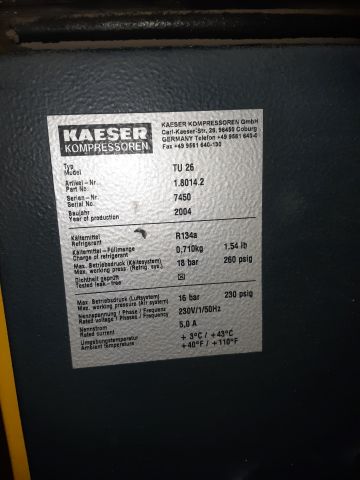 KAESER
KOMPRESSOREN
KAESER KOMPRESSOREN GmbH
Carl-Kaeser-Str. 26, 96450 Coburg
GERMANY Telefon +49 9561 640-0
Fax +49 9561 640-130
Typ
Model TU 26
Artikel-Nr.
Part No. 1.8014.2
Serien-Nr.
Serial No. 7450
Baujahr
Year of production 2004
Kältemittel
Refrigerant R134a
Kältemittel-Füllmenge
Charge of refrigerant 0,710kg 1,54 lb
Max. Betriebsdruck (Kältesystem)
Max. working press. (Refrig. sys.) 18 bar 260 psig
Dichtheit geprüft
Tested leak-free ☒
Max. Betriebsdruck (Luftsystem)
Max. working pressure (Air system) 16 bar 230 psig
Nennspannung / Phase / Frequenz
Rated voltage / Phase / Frequency 230V/1/50Hz
Nennstrom
Rated current 5,0 A
Umgebungstemperatur
Ambient temperature + 3°C / +43°C
+40°F / +110°F